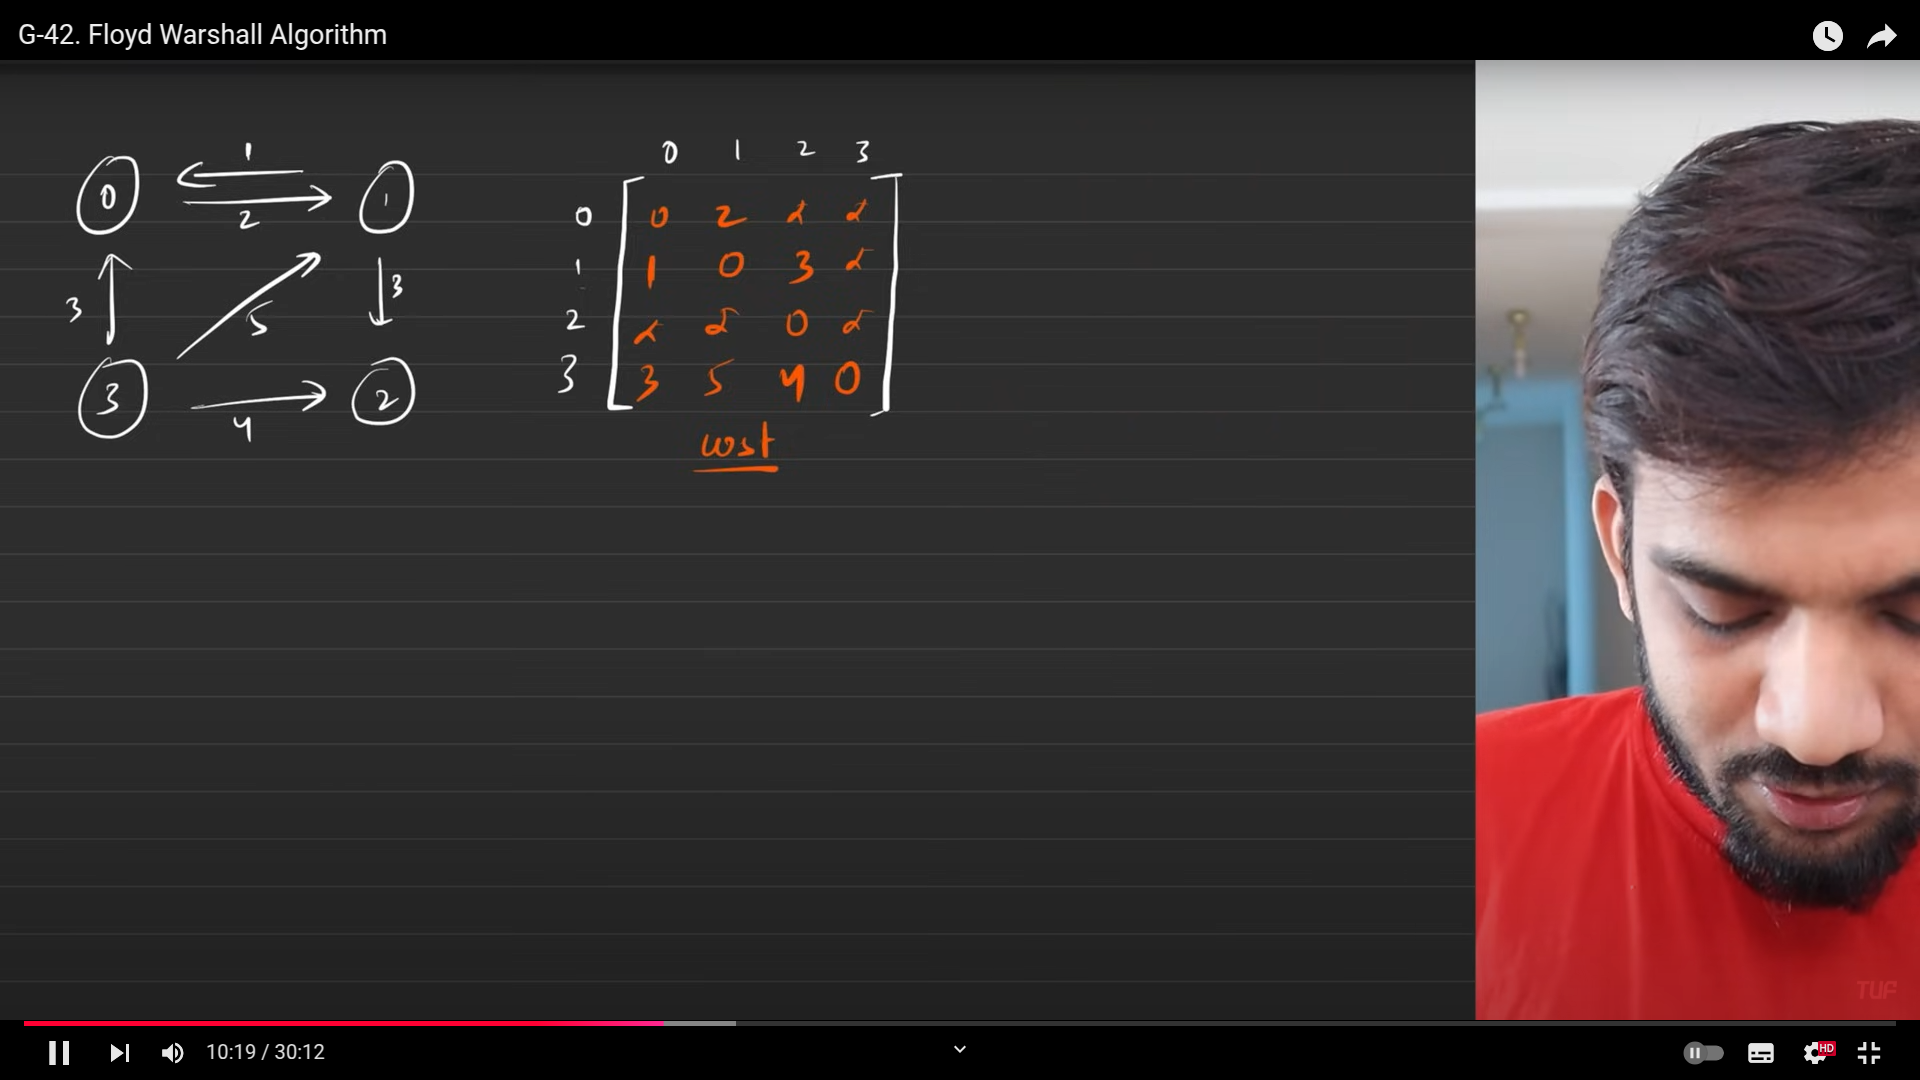 G-42. Floyd Warshall Algorithm
1
0 1
2
3 5 3
3 2
4
0 1 2 3
0 0 2 α α
1 1 0 3 α
2 α α 0 α
3 3 5 4 0
cost
TUF
10:19 / 30:12
HD